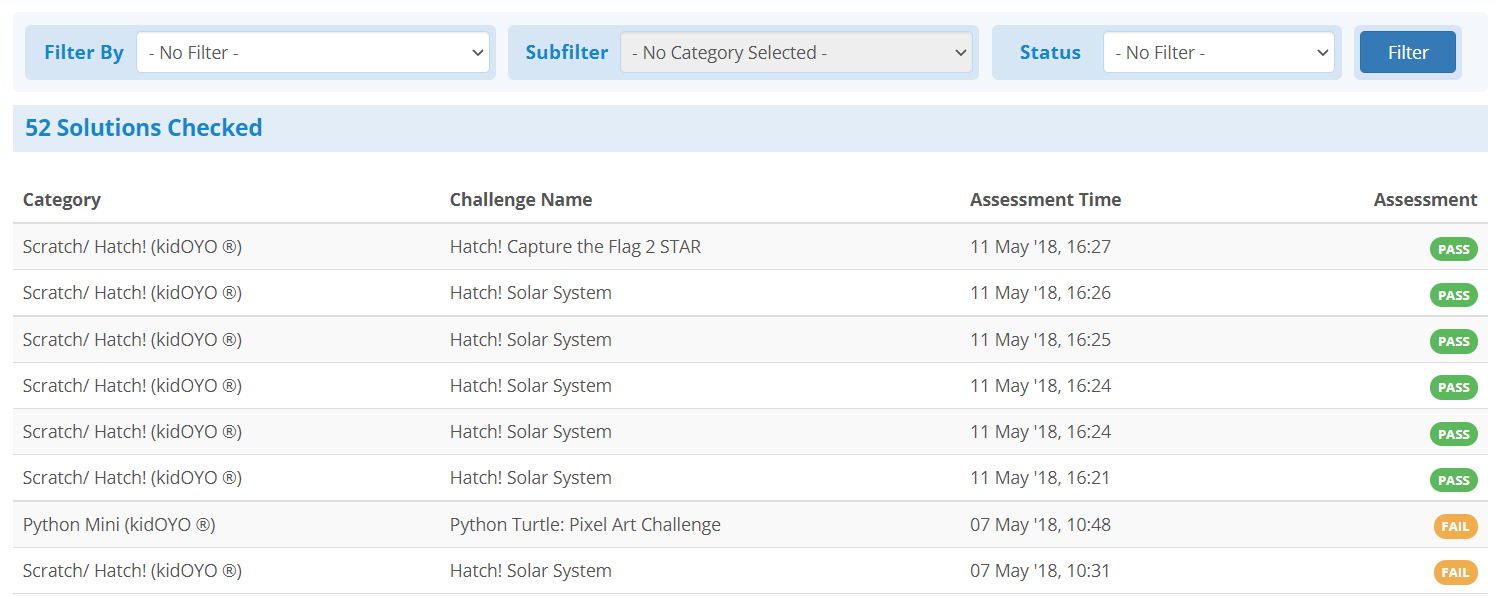 Filter By - No Filter - Subfilter - No Category Selected - Status - No Filter - Filter
52 Solutions Checked
Category Challenge Name Assessment Time Assessment
Scratch/ Hatch! (kidOYO ®) Hatch! Capture the Flag 2 STAR 11 May '18, 16:27 PASS
Scratch/ Hatch! (kidOYO ®) Hatch! Solar System 11 May '18, 16:26 PASS
Scratch/ Hatch! (kidOYO ®) Hatch! Solar System 11 May '18, 16:25 PASS
Scratch/ Hatch! (kidOYO ®) Hatch! Solar System 11 May '18, 16:24 PASS
Scratch/ Hatch! (kidOYO ®) Hatch! Solar System 11 May '18, 16:24 PASS
Scratch/ Hatch! (kidOYO ®) Hatch! Solar System 11 May '18, 16:21 PASS
Python Mini (kidOYO ®) Python Turtle: Pixel Art Challenge 07 May '18, 10:48 FAIL
Scratch/ Hatch! (kidOYO ®) Hatch! Solar System 07 May '18, 10:31 FAIL